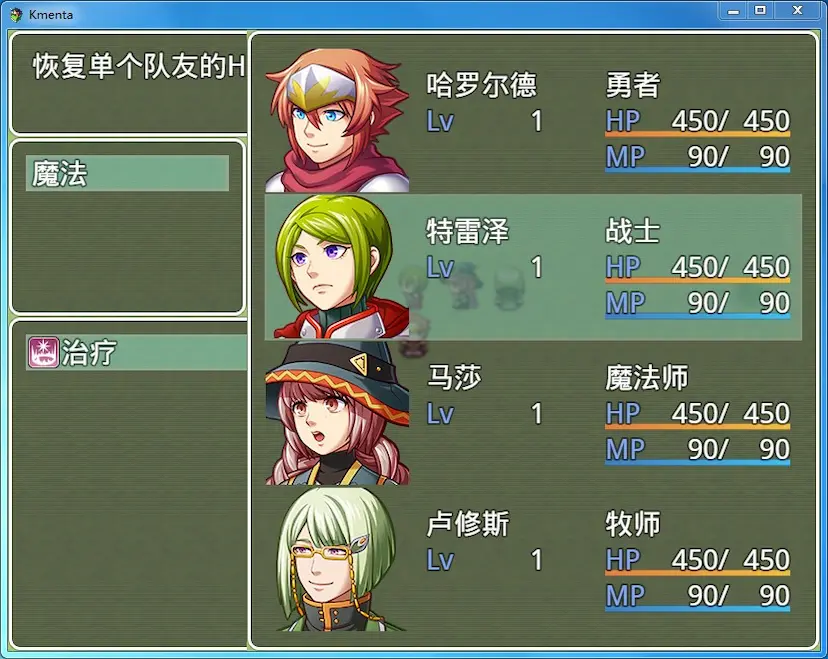 Kmenta
恢复单个队友的H
魔法
治疗
哈罗尔德 勇者
Lv 1 HP 450/ 450
MP 90/ 90
特雷泽 战士
Lv 1 HP 450/ 450
MP 90/ 90
马莎 魔法师
Lv 1 HP 450/ 450
MP 90/ 90
卢修斯 牧师
Lv 1 HP 450/ 450
MP 90/ 90